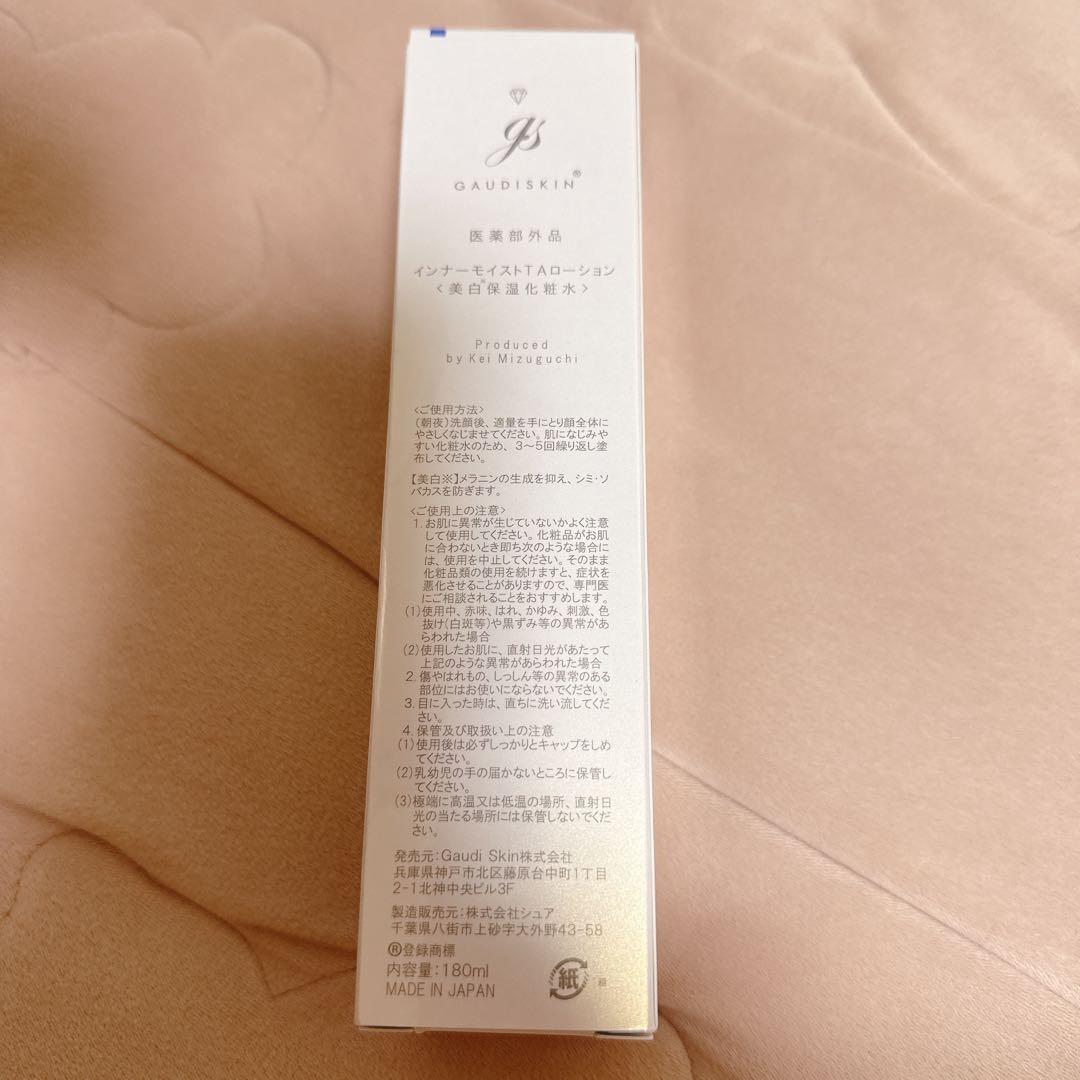 gs
GAUDISKIN®
医薬部外品
インナーモイストTAローション
<美白※保湿化粧水>
Produced
by Kei Mizuguchi
<ご使用方法>
(朝夜)洗顔後、適量を手にとり顔全体に
やさしくなじませてください。肌になじみや
すい化粧水のため、3~5回繰り返し塗
布してください。
【美白※】メラニンの生成を抑え、シミ・ソ
バカスを防ぎます。
<ご使用上の注意>
1. お肌に異常が生じていないかよく注意
して使用してください。化粧品がお肌
に合わないとき即ち次のような場合に
は、使用を中止してください。そのまま
化粧品類の使用を続けますと、症状を
悪化させることがありますので、専門医
にご相談されることをおすすめします。
(1)使用中、赤味、はれ、かゆみ、刺激、色
抜け(白斑等)や黒ずみ等の異常があ
らわれた場合
(2)使用したお肌に、直射日光があたって
上記のような異常があらわれた場合
2. 傷やはれもの、しっしん等の異常のある
部位にはお使いにならないでください。
3. 目に入った時は、直ちに洗い流してくだ
さい。
4. 保管及び取扱い上の注意
(1)使用後は必ずしっかりとキャップをしめ
てください。
(2)乳幼児の手の届かないところに保管し
てください。
(3)極端に高温又は低温の場所、直射日
光の当たる場所には保管しないでくだ
さい。
発売元:Gaudi Skin株式会社
兵庫県神戸市北区藤原台中町1丁目
2-1北神中央ビル3F
製造販売元:株式会社シュア
千葉県八街市上砂字大外野43-58
®登録商標
内容量:180ml
MADE IN JAPAN
紙